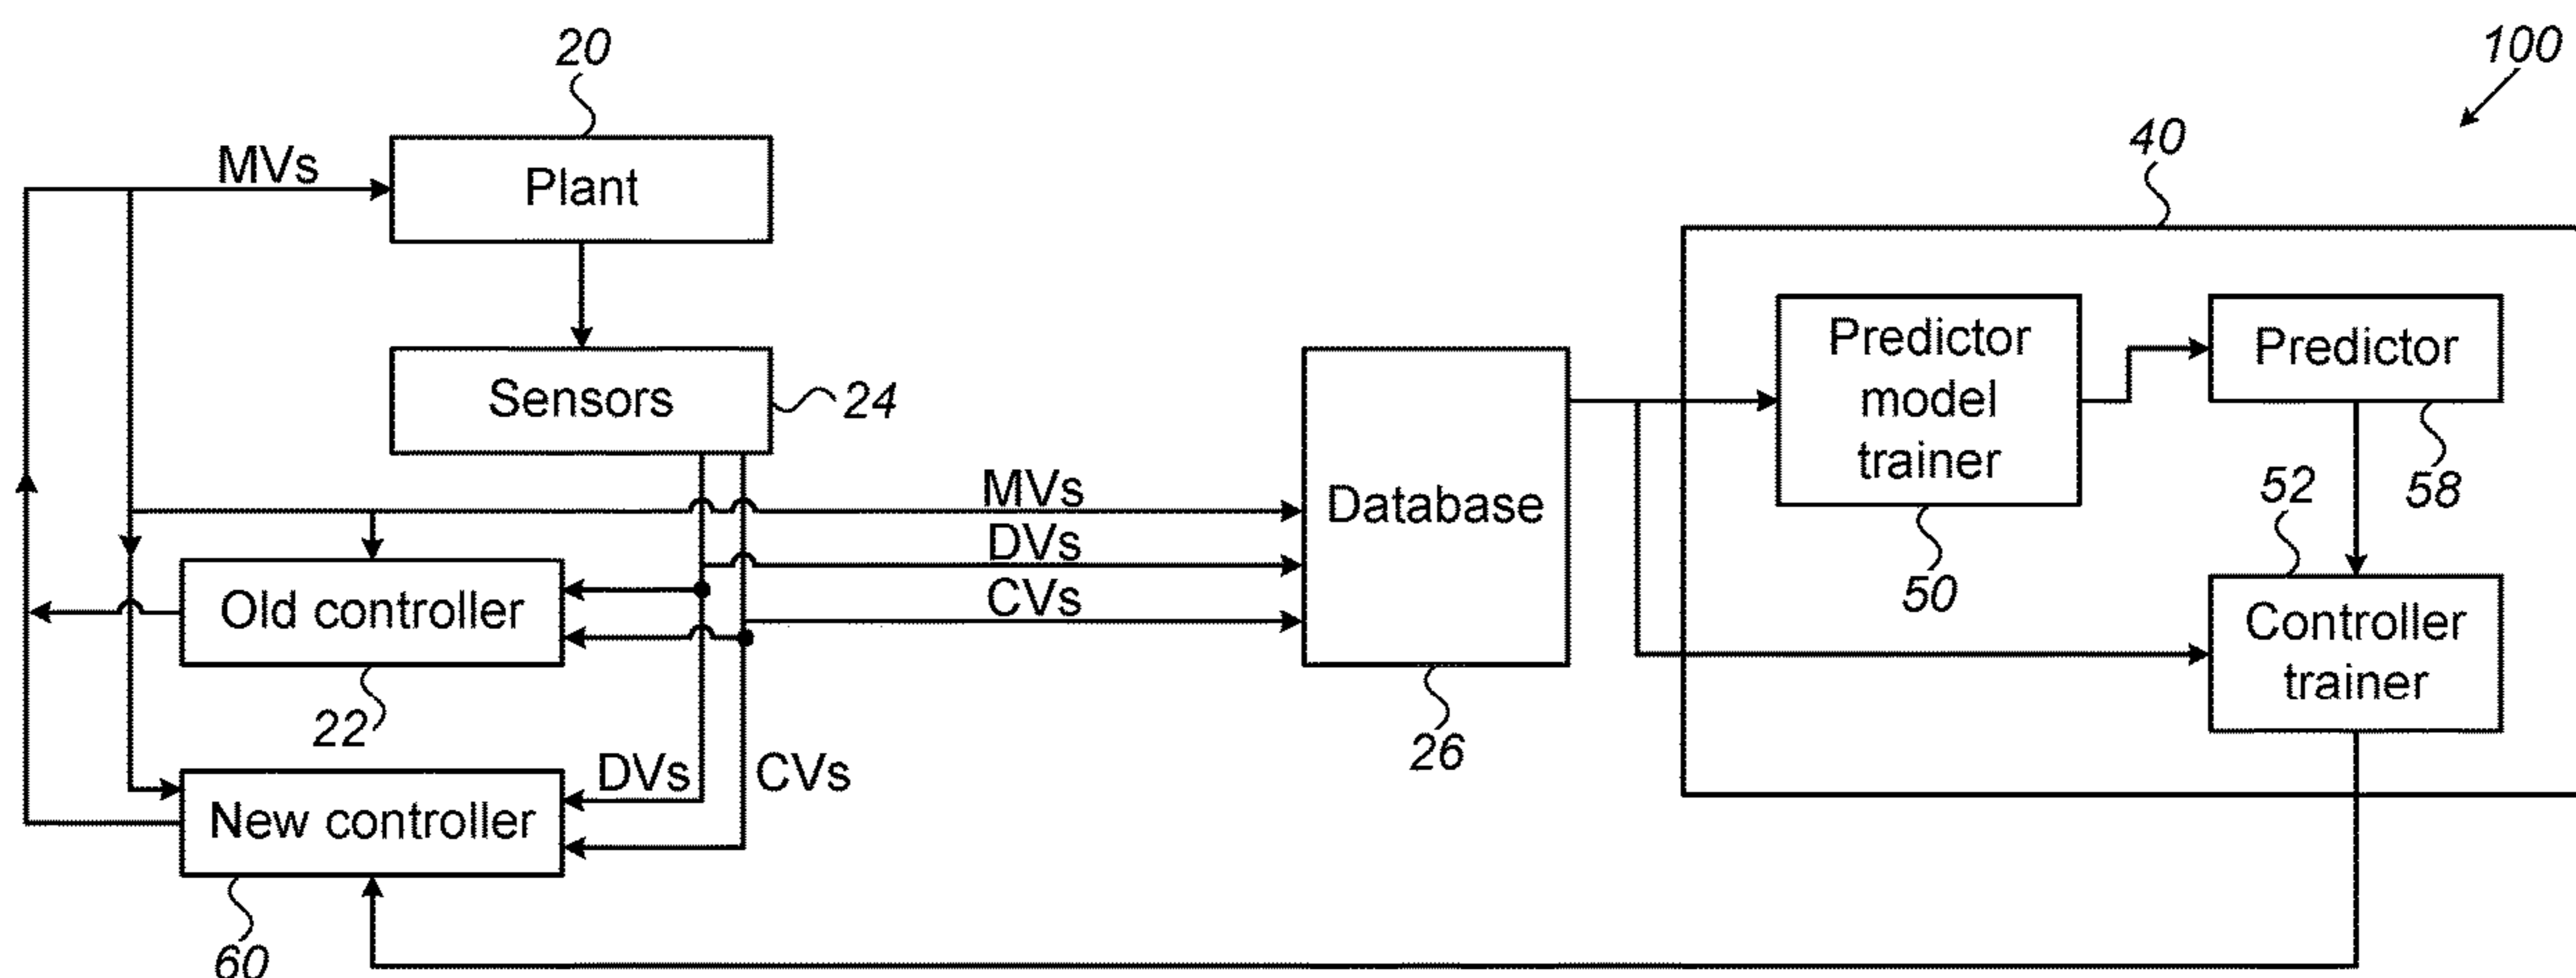 20
100
MVs
Plant
40
Sensors
24
Predictor
model
trainer
Predictor
MVs
DVs
CVs
Database
58
52
50
Old controller
22
26
Controller
trainer
DVs
CVs
New controller
60